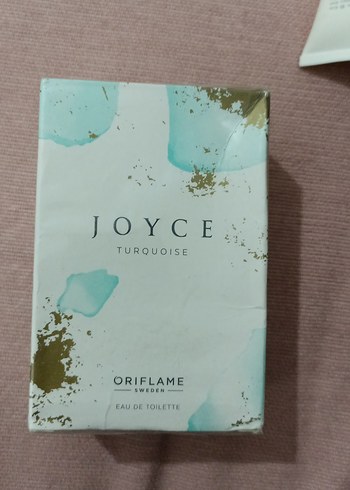 JOYCE
TURQUOISE
ORIFLAME
SWEDEN
EAU DE TOILETTE